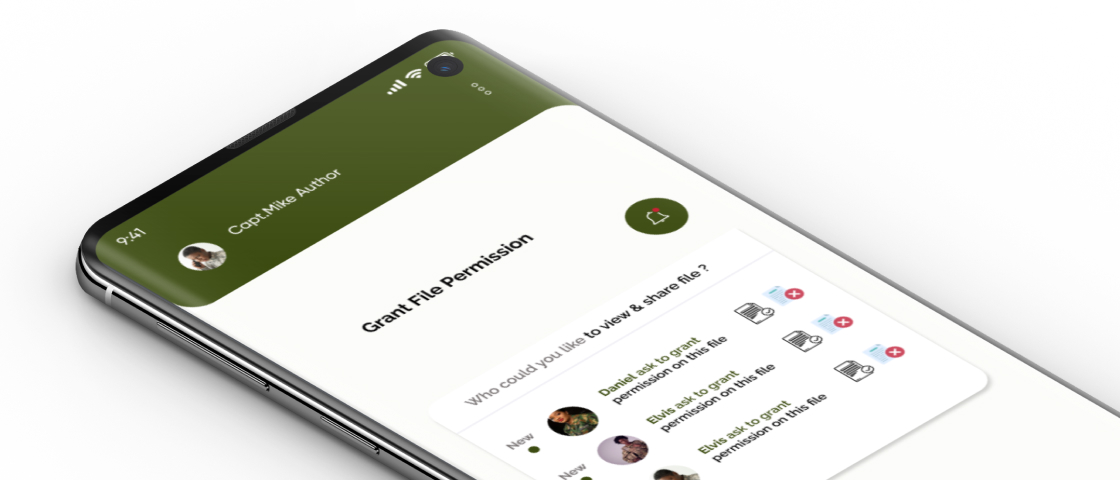 9:41
Capt.Mike Author
Grant File Permission
Who could you like to view & share file ?
New
Daniel ask to grant
permission on this file
New
Elvis ask to grant
permission on this file
Elvis ask to grant
permission on this file